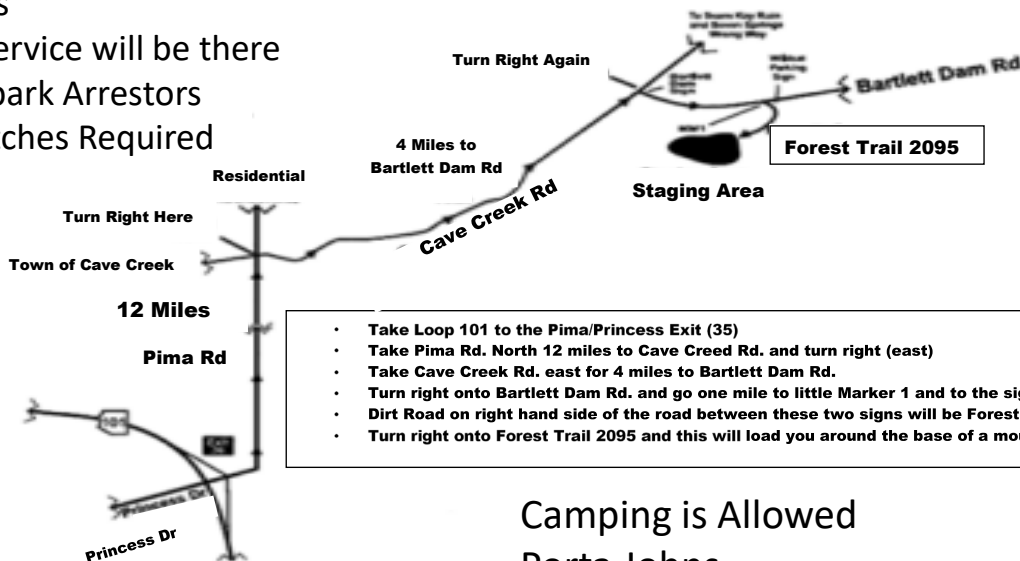 ervice will be there
park Arrestors
tches Required
Turn Right Again
Bartlett Dam Rd
4 Miles to
Bartlett Dam Rd
Forest Trail 2095
Residential
Staging Area
Turn Right Here
Cave Creek Rd
Town of Cave Creek
12 Miles
Pima Rd
• Take Loop 101 to the Pima/Princess Exit (35)
• Take Pima Rd. North 12 miles to Cave Creed Rd. and turn right (east)
• Take Cave Creek Rd. east for 4 miles to Bartlett Dam Rd.
• Turn right onto Bartlett Dam Rd. and go one mile to little Marker 1 and to the sig
• Dirt Road on right hand side of the road between these two signs will be Forest
• Turn right onto Forest Trail 2095 and this will load you around the base of a mou
101
Princess Dr
Princess Dr
Camping is Allowed
Porta Johns